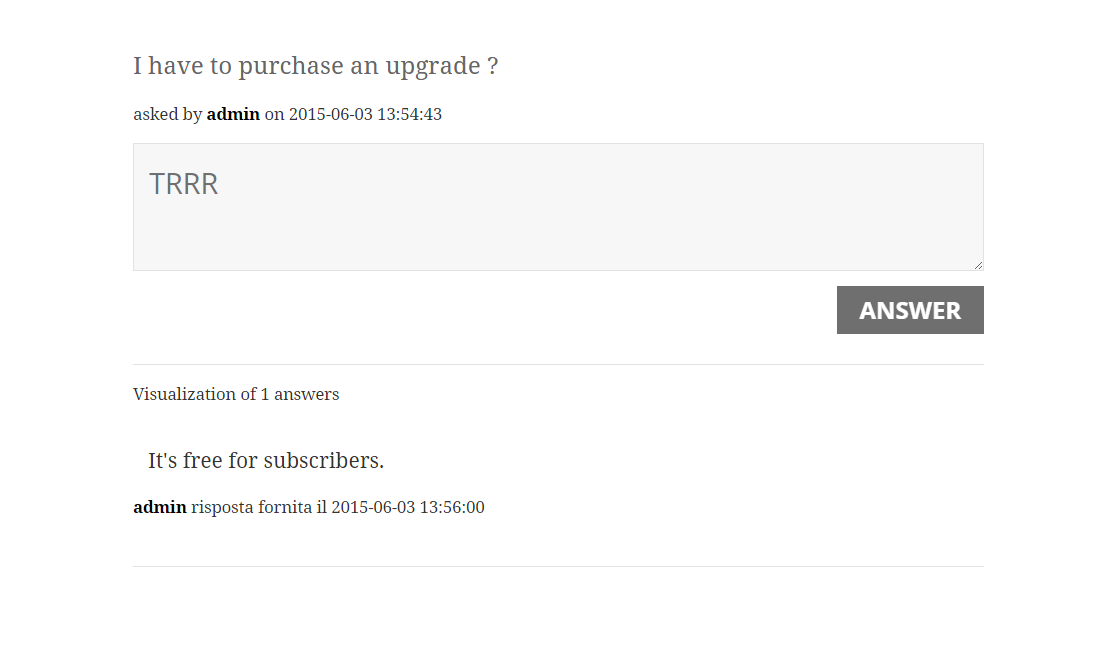 I have to purchase an upgrade ?
asked by admin on 2015-06-03 13:54:43
TRRR
ANSWER
Visualization of 1 answers
It's free for subscribers.
admin risposta fornita il 2015-06-03 13:56:00